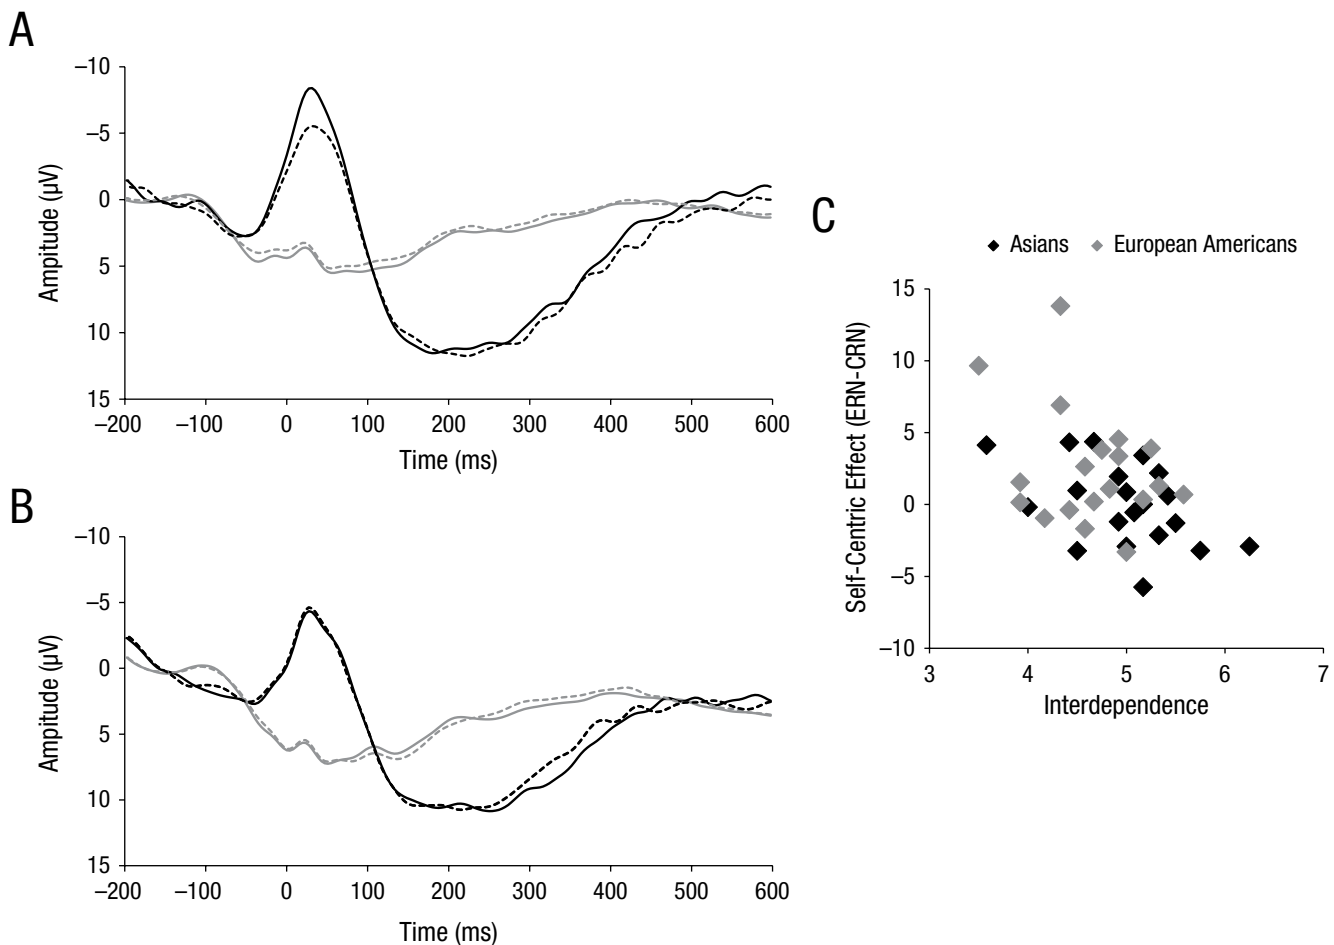 A
Ampitude (µV)
–10
–5
0
5
10
15
–200 –100 0 100 200 300 400 500 600
Time (ms)
B
Ampitude (µV)
–10
–5
0
5
10
15
–200 –100 0 100 200 300 400 500 600
Time (ms)
C
Asians European Americans
Self-Centric Effect (ERN-CRN)
15
10
5
0
–5
–10
3 4 5 6 7
Interdependence